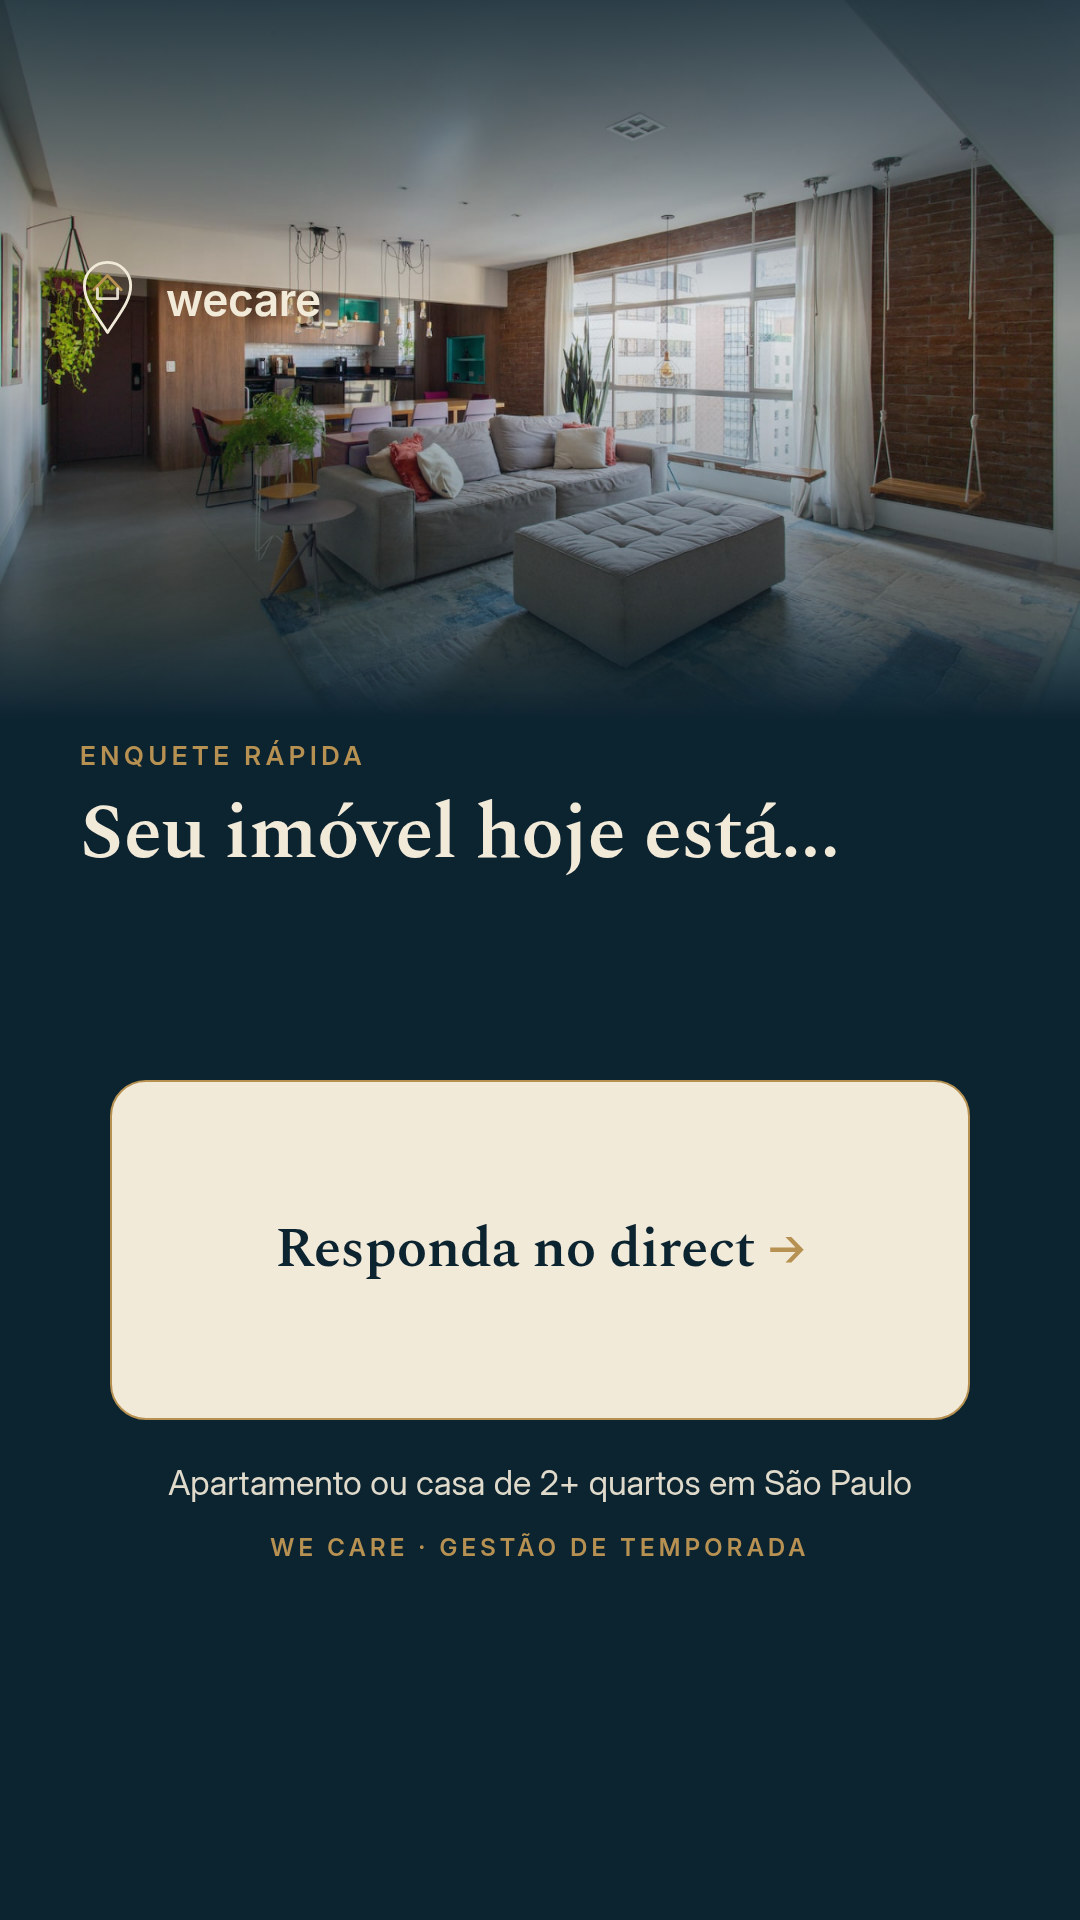 wecare
ENQUETE RÁPIDA
Seu imóvel hoje está...
Responda no direct →
Apartamento ou casa de 2+ quartos em São Paulo
WE CARE · GESTÃO DE TEMPORADA